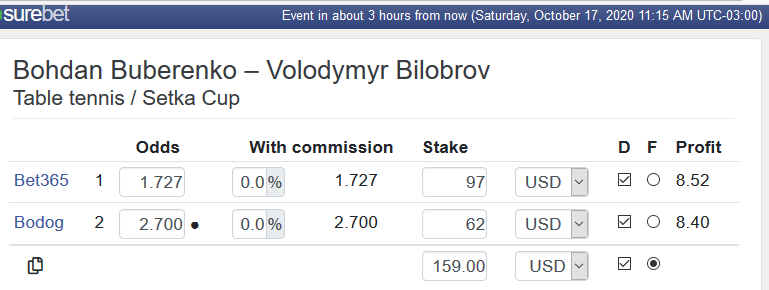 surebet Event in about 3 hours from now (Saturday, October 17, 2020 11:15 AM UTC-03:00)
Bohdan Buberenko – Volodymyr Bilobrov
Table tennis / Setka Cup
Odds With commission Stake D F Profit
Bet365 1 1.727 0.0 % 1.727 97 USD 8.52
Bodog 2 2.700 ● 0.0 % 2.700 62 USD 8.40
159.00 USD